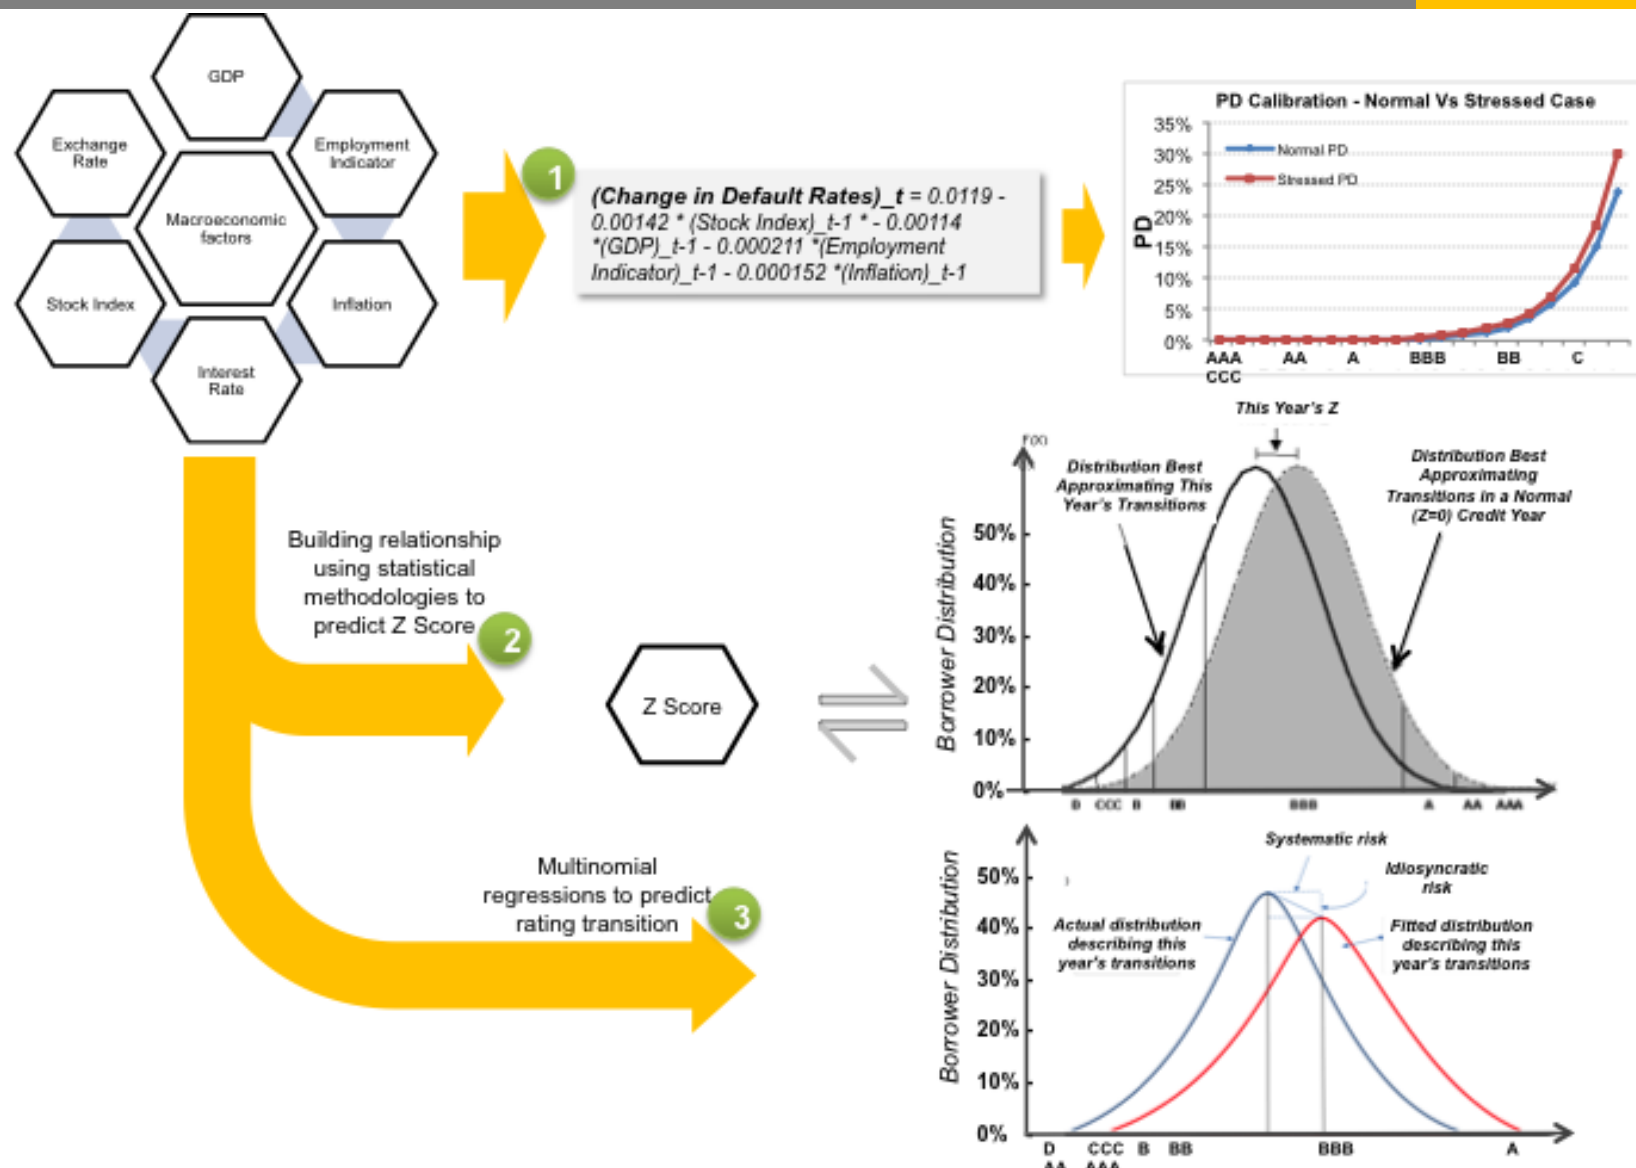 GDP
Exchange
Rate
Employment
Indicator
Macroeconomic
factors
Stock Index
Inflation
Interest
Rate
1
(Change in Default Rates)_t = 0.0119 -
0.00142 * (Stock Index)_t-1 * - 0.00114
*(GDP)_t-1 - 0.000211 *(Employment
Indicator)_t-1 - 0.000152 *(Inflation)_t-1
PD Calibration - Normal Vs Stressed Case
35%
30%
25%
20%
15%
10%
5%
0%
PD
Normal PD
Stressed PD
AAA AA A BBB BB C
CCC
Building relationship
using statistical
methodologies to
predict Z Score
2
Z Score
This Year's Z
F(X)
Distribution Best
Approximating This
Year's Transitions
Distribution Best
Approximating
Transitions in a Normal
(Z=0) Credit Year
Borrower Distribution
50%
40%
30%
20%
10%
0%
D CCC B BB BBB A AA AAA
Multinomial
regressions to predict
rating transition
3
Systematic risk
Idiosyncratic
risk
Actual distribution
describing this
year's transitions
Fitted distribution
describing this
year's transitions
Borrower Distribution
50%
40%
30%
20%
10%
0%
D CCC B BB BBB A
AA AAA